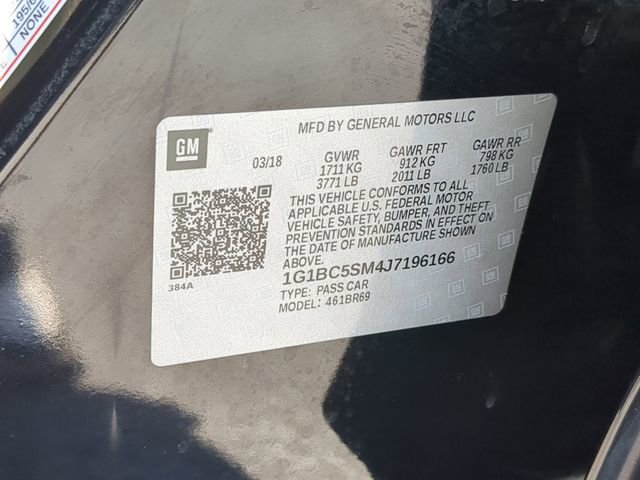 195/6
NONE
MFD BY GENERAL MOTORS LLC
GM
03/18 GVWR GAWR FRT GAWR RR
1711 KG 912 KG 798 KG
3771 LB 2011 LB 1760 LB
THIS VEHICLE CONFORMS TO ALL
APPLICABLE U.S. FEDERAL MOTOR
VEHICLE SAFETY, BUMPER, AND THEFT
PREVENTION STANDARDS IN EFFECT ON
THE DATE OF MANUFACTURE SHOWN
ABOVE.
384A
1G1BC5SM4J7196166
TYPE: PASS CAR
MODEL: 461BR69